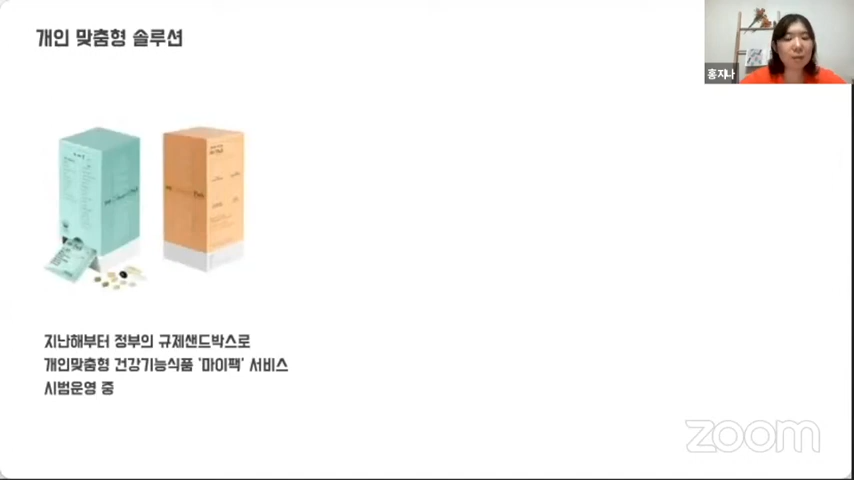 개인 맞춤형 솔루션
홍지나
지난해부터 정부의 규제샌드박스로
개인맞춤형 건강기능식품 '마이팩' 서비스
시범운영 중
zoom